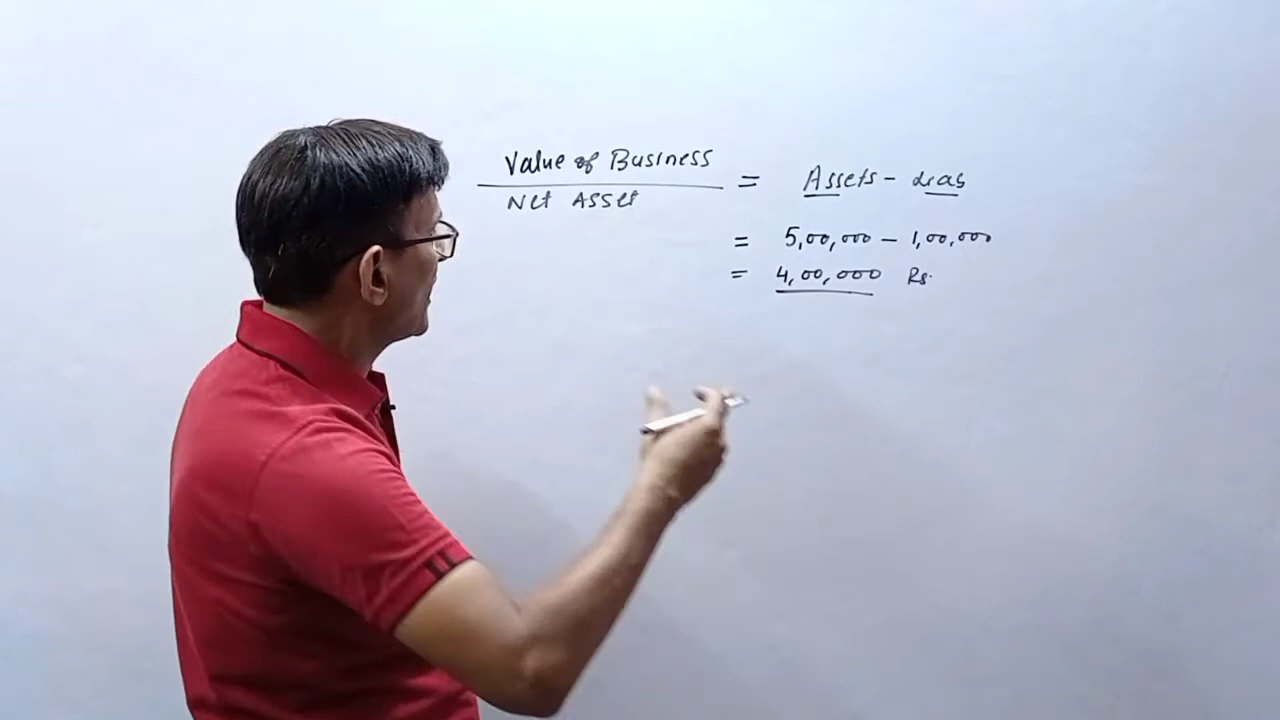 Value of Business
Net Asset
= Assets - Lias
= 5,00,000 - 1,00,000
= 4,00,000 Rs.